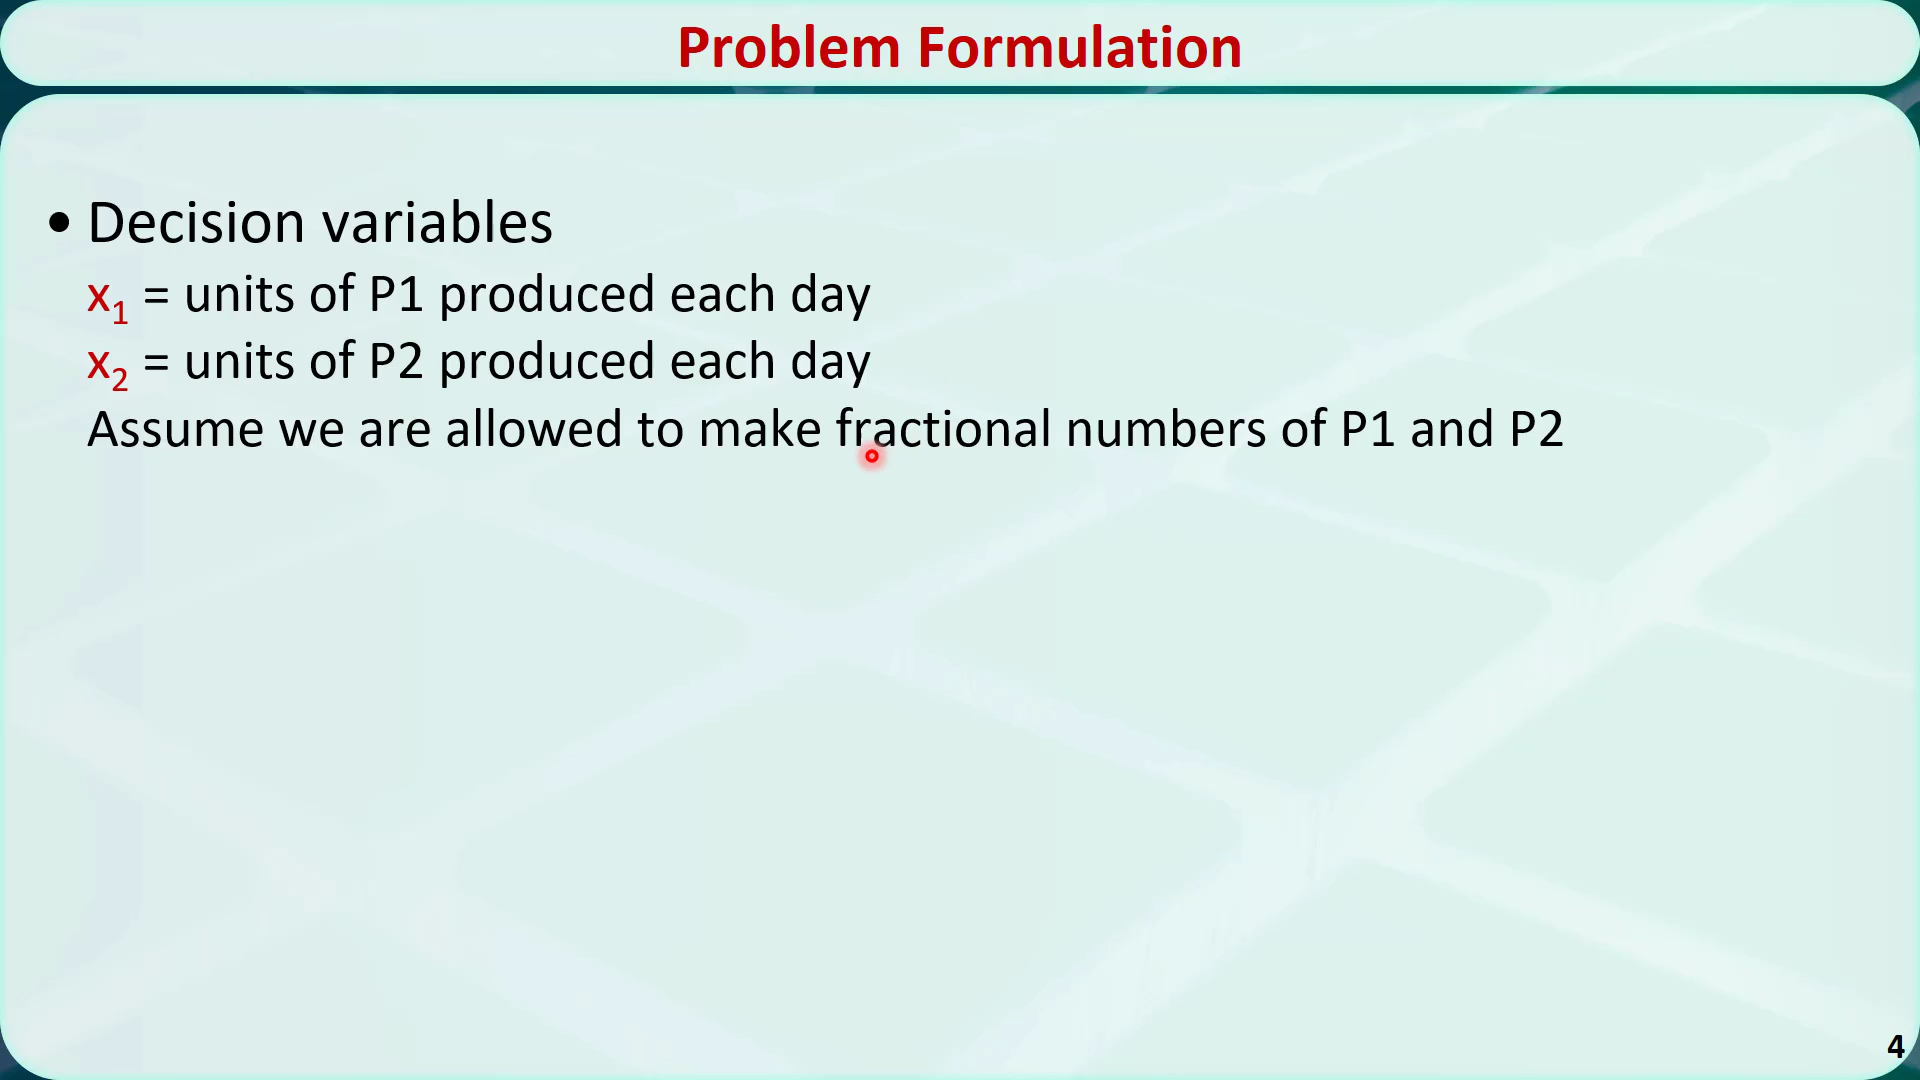 Problem Formulation
• Decision variables
x₁ = units of P1 produced each day
x₂ = units of P2 produced each day
Assume we are allowed to make fractional numbers of P1 and P2
4